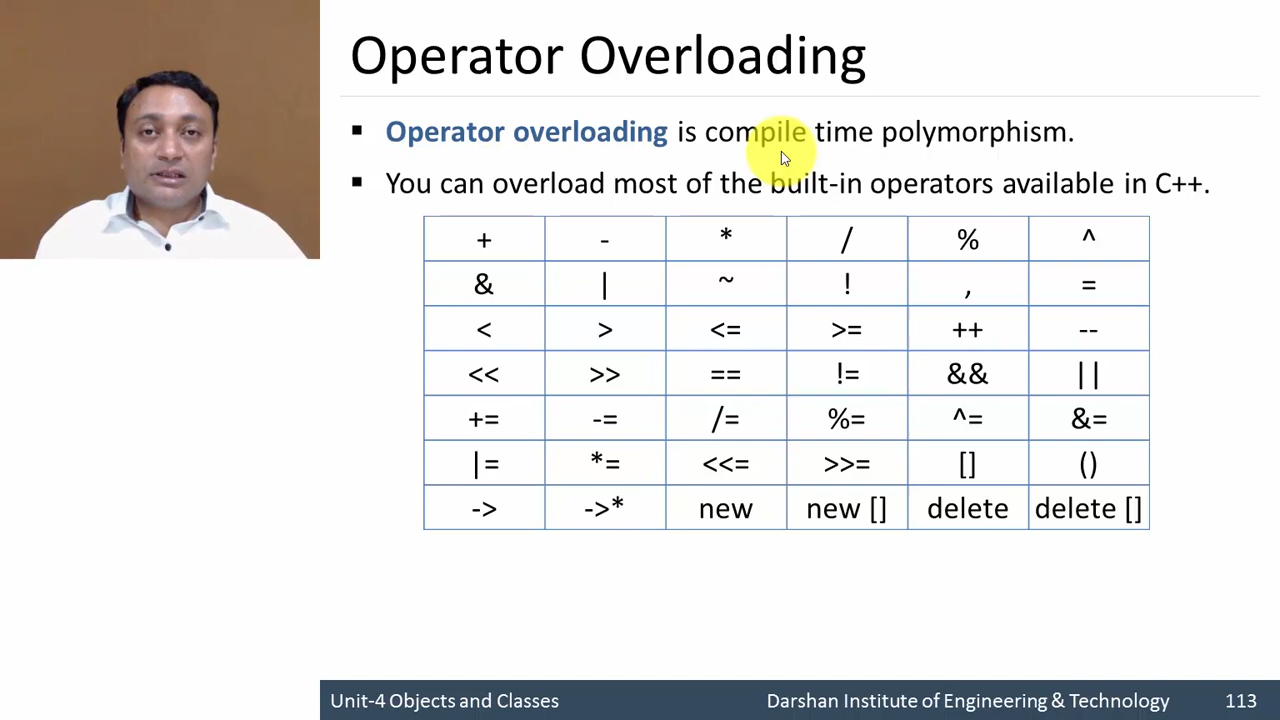 Operator Overloading
▪ Operator overloading is compile time polymorphism.
▪ You can overload most of the built-in operators available in C++.
+ - * / % ^
& | ~ ! , =
< > <= >= ++ --
<< >> == != && ||
+= -= /= %= ^= &=
|= *= <<= >>= [] ()
-> ->* new new [] delete delete []
Unit-4 Objects and Classes Darshan Institute of Engineering & Technology 113